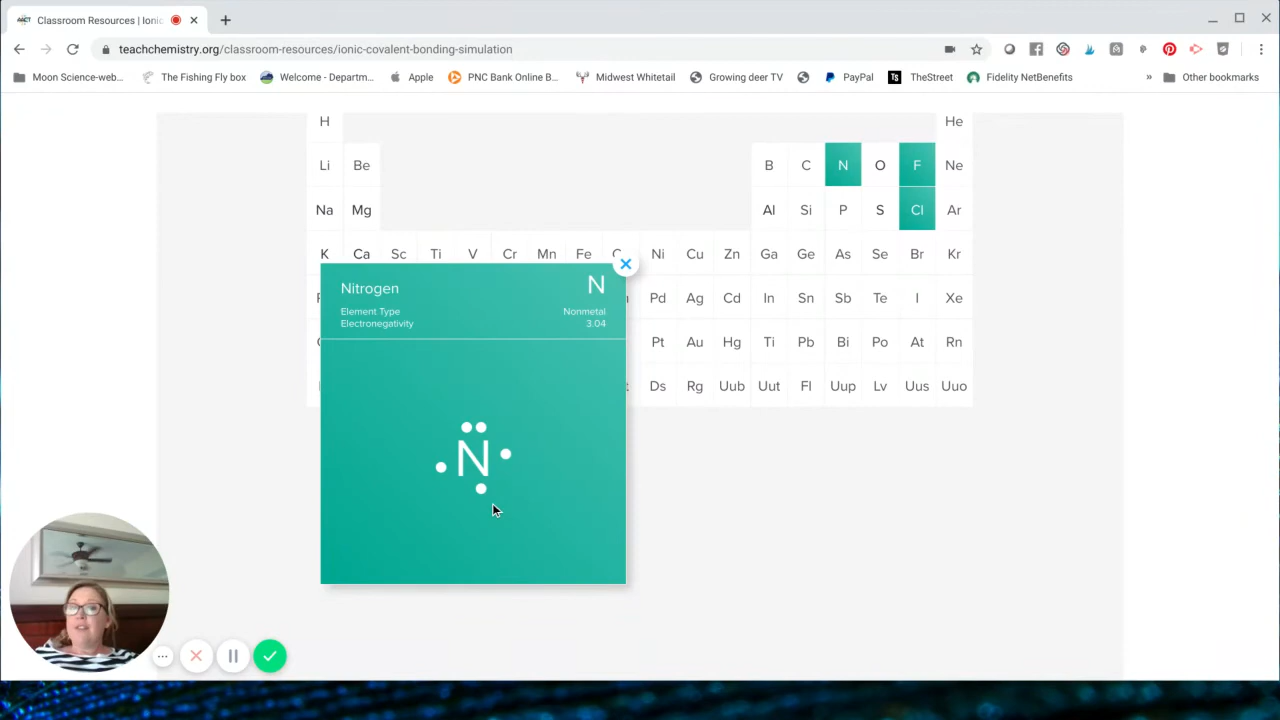 Classroom Resources | Ionic
teachchemistry.org/classroom-resources/ionic-covalent-bonding-simulation
Moon Science-web... The Fishing Fly box Welcome - Departm... Apple PNC Bank Online B... Midwest Whitetail Growing deer TV PayPal TS TheStreet Fidelity NetBenefits » Other bookmarks
H He
Li Be B C N O F Ne
Na Mg Al Si P S Cl Ar
K Ca Sc Ti V Cr Mn Fe Ni Cu Zn Ga Ge As Se Br Kr
Pd Ag Cd In Sn Sb Te I Xe
Pt Au Hg Ti Pb Bi Po At Rn
Ds Rg Uub Uut Fl Uup Lv Uus Uuo
Nitrogen N
Element Type Nonmetal
Electronegativity 3.04
N